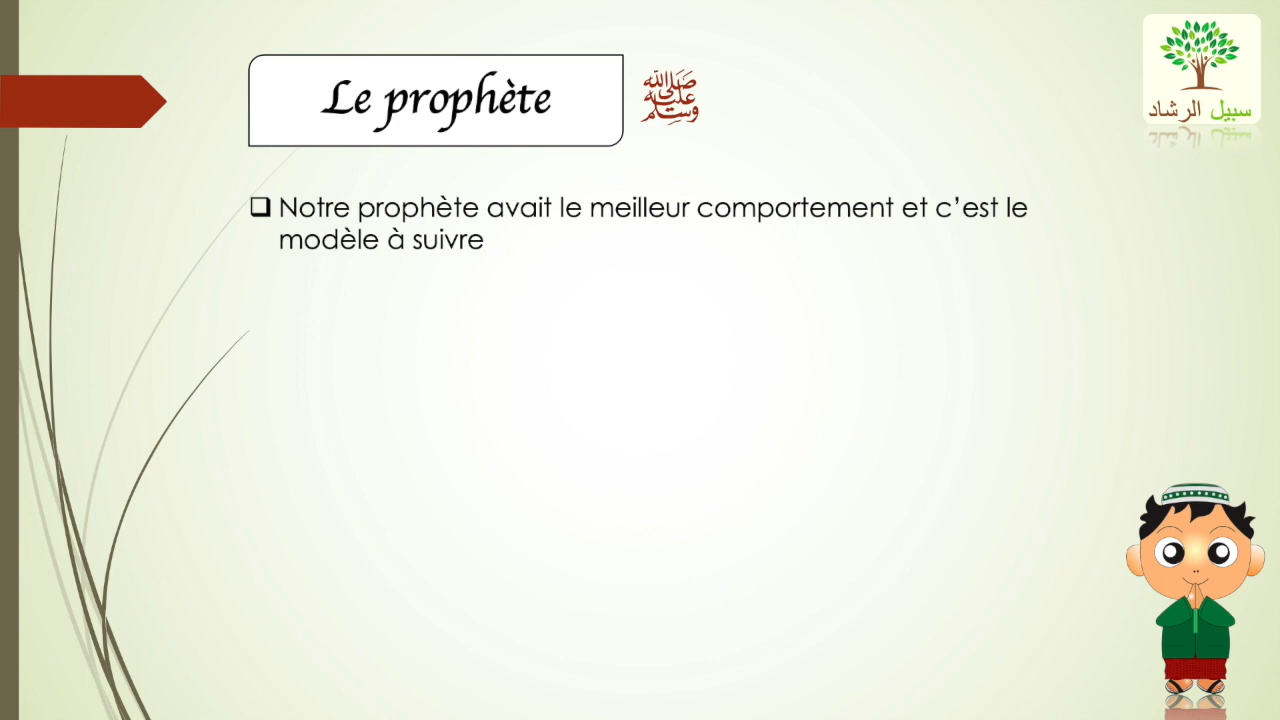 Le prophète
صلى الله
عليه
وسلم
سبيل الرشاد
❑ Notre prophète avait le meilleur comportement et c’est le
modèle à suivre